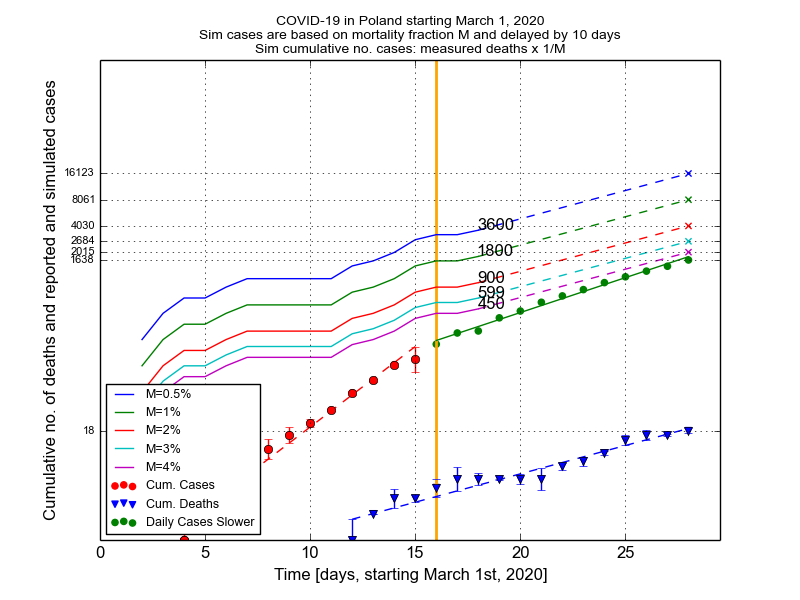 COVID-19 in Poland starting March 1, 2020
Sim cases are based on mortality fraction M and delayed by 10 days
Sim cumulative no. cases: measured deaths x 1/M
Cumulative no. of deaths and reported and simulated cases
16123
8061
4030
2684
2015
1638
18
3600
1800
900
599
450
M=0.5%
M=1%
M=2%
M=3%
M=4%
Cum. Cases
Cum. Deaths
Daily Cases Slower
0 5 10 15 20 25
Time [days, starting March 1st, 2020]